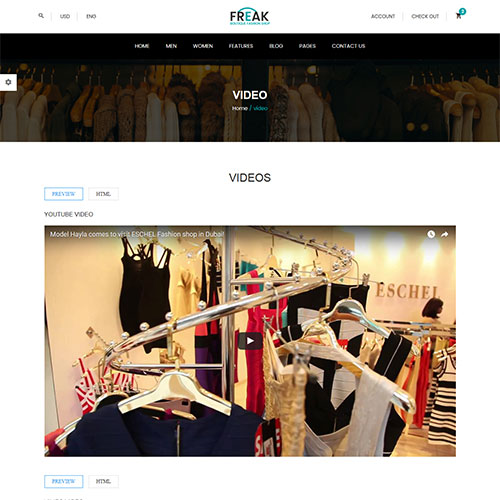 USD ENG
FREAK
BOUTIQUE FASHION SHOP
ACCOUNT CHECK OUT
HOME MEN WOMEN FEATURES BLOG PAGES CONTACT US
VIDEO
Home / video
VIDEOS
PREVIEW HTML
YOUTUBE VIDEO
Model Hayla comes to visit ESCHEL Fashion shop in Dubai!
ESCHEL
PREVIEW HTML